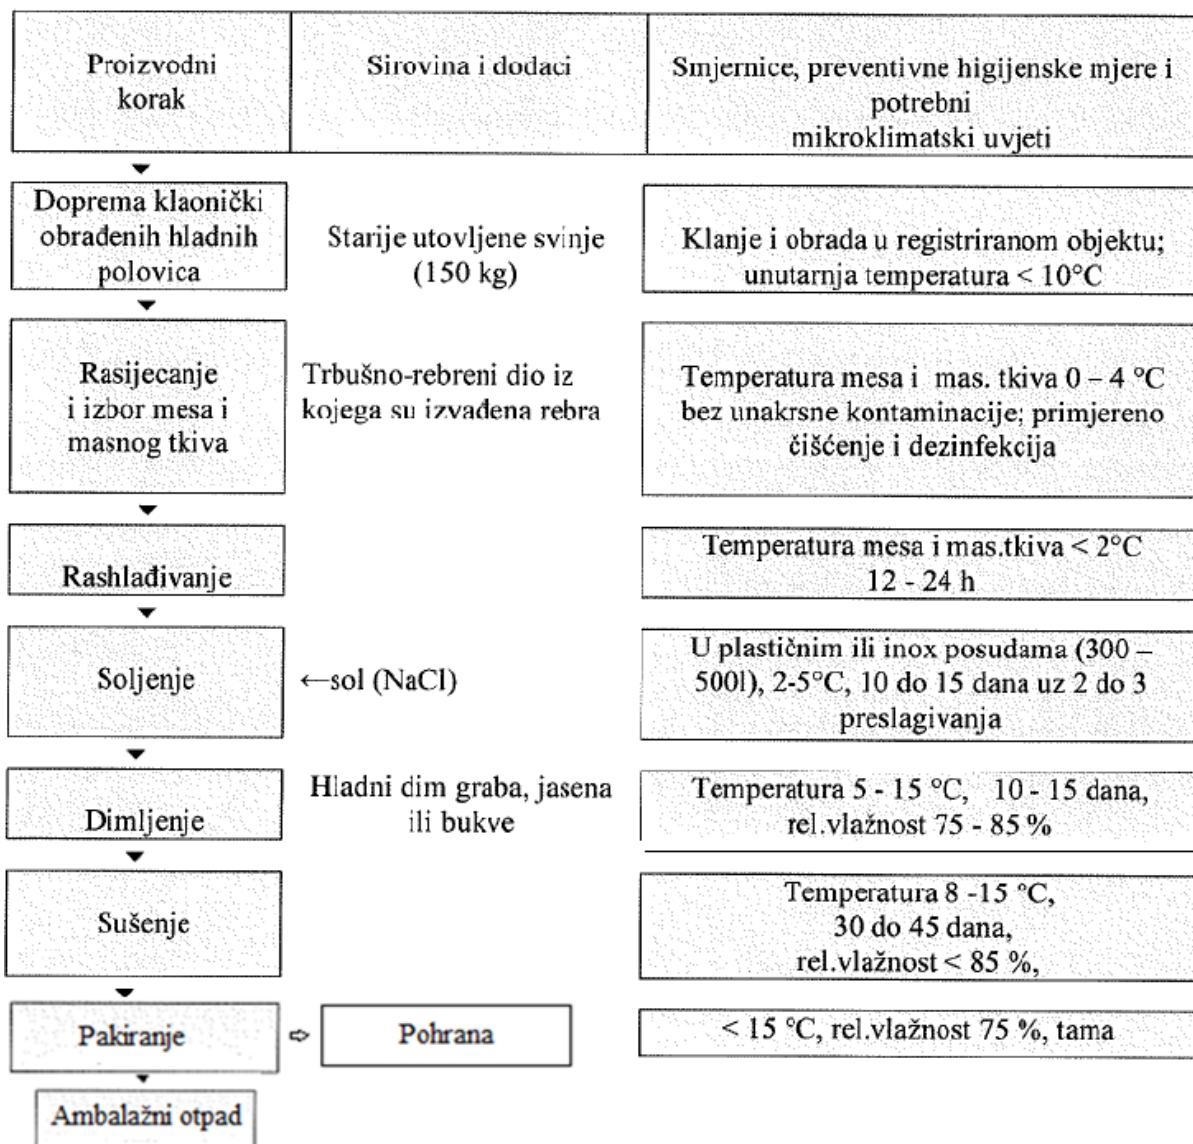 Proizvodni
korak
Sirovina i dodaci
Smjernice, preventivne higijenske mjere i
potrebni
mikroklimatski uvjeti
Doprema klaonički
obrađenih hladnih
polovica
Starije utovljene svinje
(150 kg)
Klanje i obrada u registriranom objektu;
unutarnja temperatura < 10°C
Rasijecanje
i izbor mesa i
masnog tkiva
Trbušno-rebreni dio iz
kojega su izvađena rebra
Temperatura mesa i mas. tkiva 0 – 4 °C
bez unakrsne kontaminacije; primjereno
čišćenje i dezinfekcija
Rashlađivanje
Temperatura mesa i mas.tkiva < 2°C
12 - 24 h
Soljenje
←sol (NaCl)
U plastičnim ili inox posudama (300 –
500l), 2-5°C, 10 do 15 dana uz 2 do 3
preslagivanja
Dimljenje
Hladni dim graba, jasena
ili bukve
Temperatura 5 - 15 °C, 10 - 15 dana,
rel.vlažnost 75 - 85 %
Sušenje
Temperatura 8 -15 °C,
30 do 45 dana,
rel.vlažnost < 85 %,
Pakiranje
⇨
Pohrana
< 15 °C, rel.vlažnost 75 %, tama
Ambalažni otpad